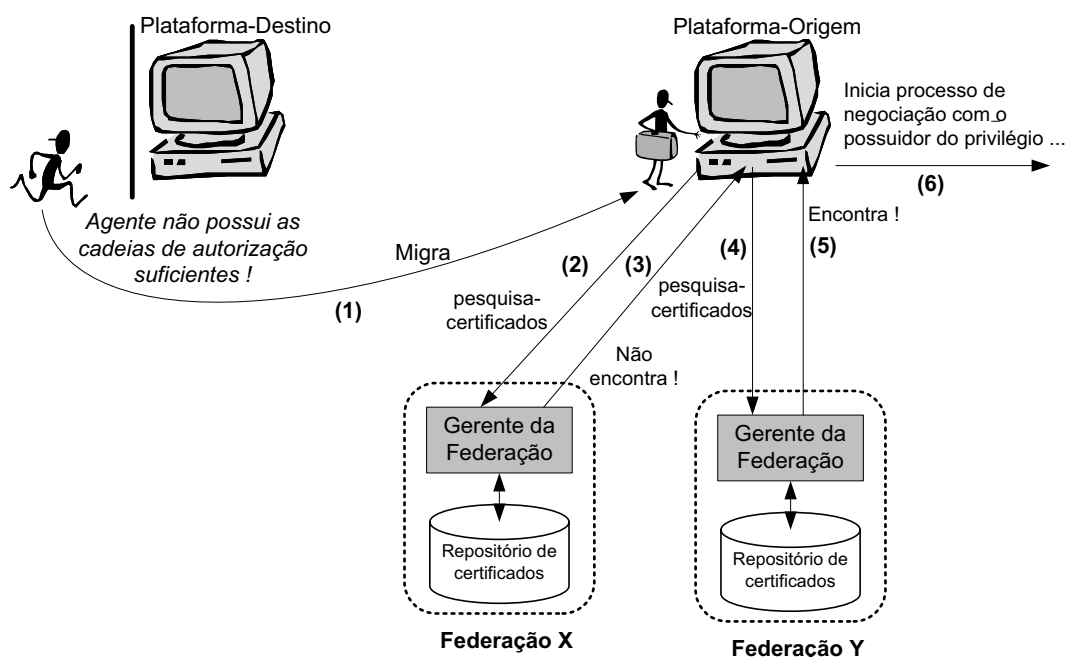 Plataforma-Destino
Plataforma-Origem
Inicia processo de
negociação com o
possuidor do privilégio ...
(6)
Agente não possui as
cadeias de autorização
suficientes !
Migra
(1)
(2)
(3)
(4)
(5)
Encontra !
pesquisa-
certificados
pesquisa-
certificados
Não
encontra !
Gerente da
Federação
Repositório de
certificados
Federação X
Gerente da
Federação
Repositório de
certificados
Federação Y